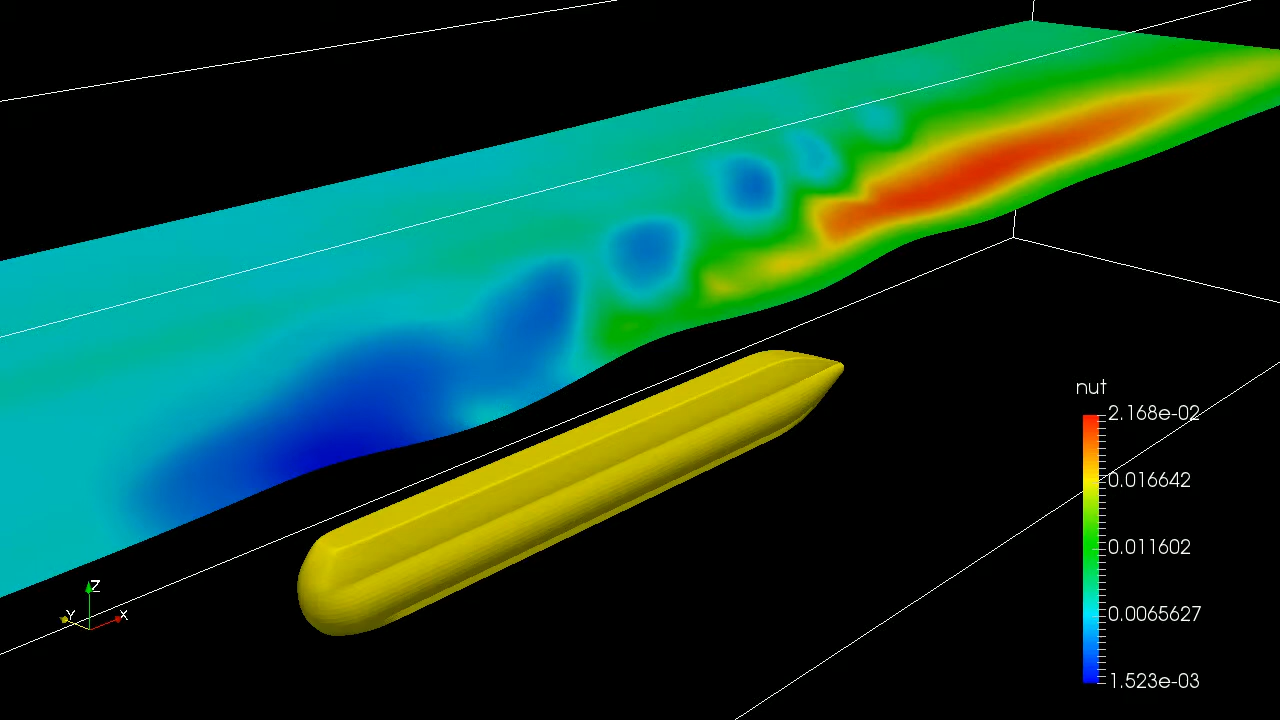 nut
2.168e-02
0.016642
0.011602
0.0065627
1.523e-03
Z
Y
X